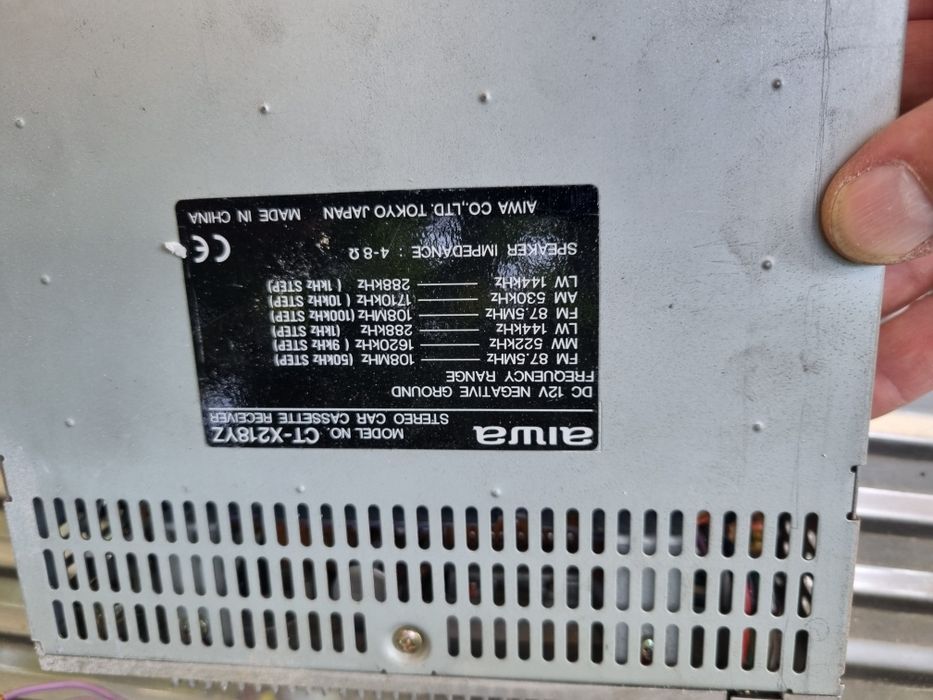 aiwa MODEL NO. CT-X218YZ
STEREO CAR CASSETTE RECEIVER
DC 12V NEGATIVE GROUND
FREQUENCY RANGE
FM 87.5MHz 108MHz (50kHz STEP)
MW 522kHz 1620kHz ( 9kHz STEP)
LW 144kHz 288kHz (1kHz STEP)
FM 87.5MHz 108MHz (100kHz STEP)
AM 530kHz 1710kHz ( 10kHz STEP)
LW 144kHz 288kHz ( 1kHz STEP)
SPEAKER IMPEDANCE : 4-8Ω CE
AIWA CO.,LTD. TOKYO JAPAN MADE IN CHINA